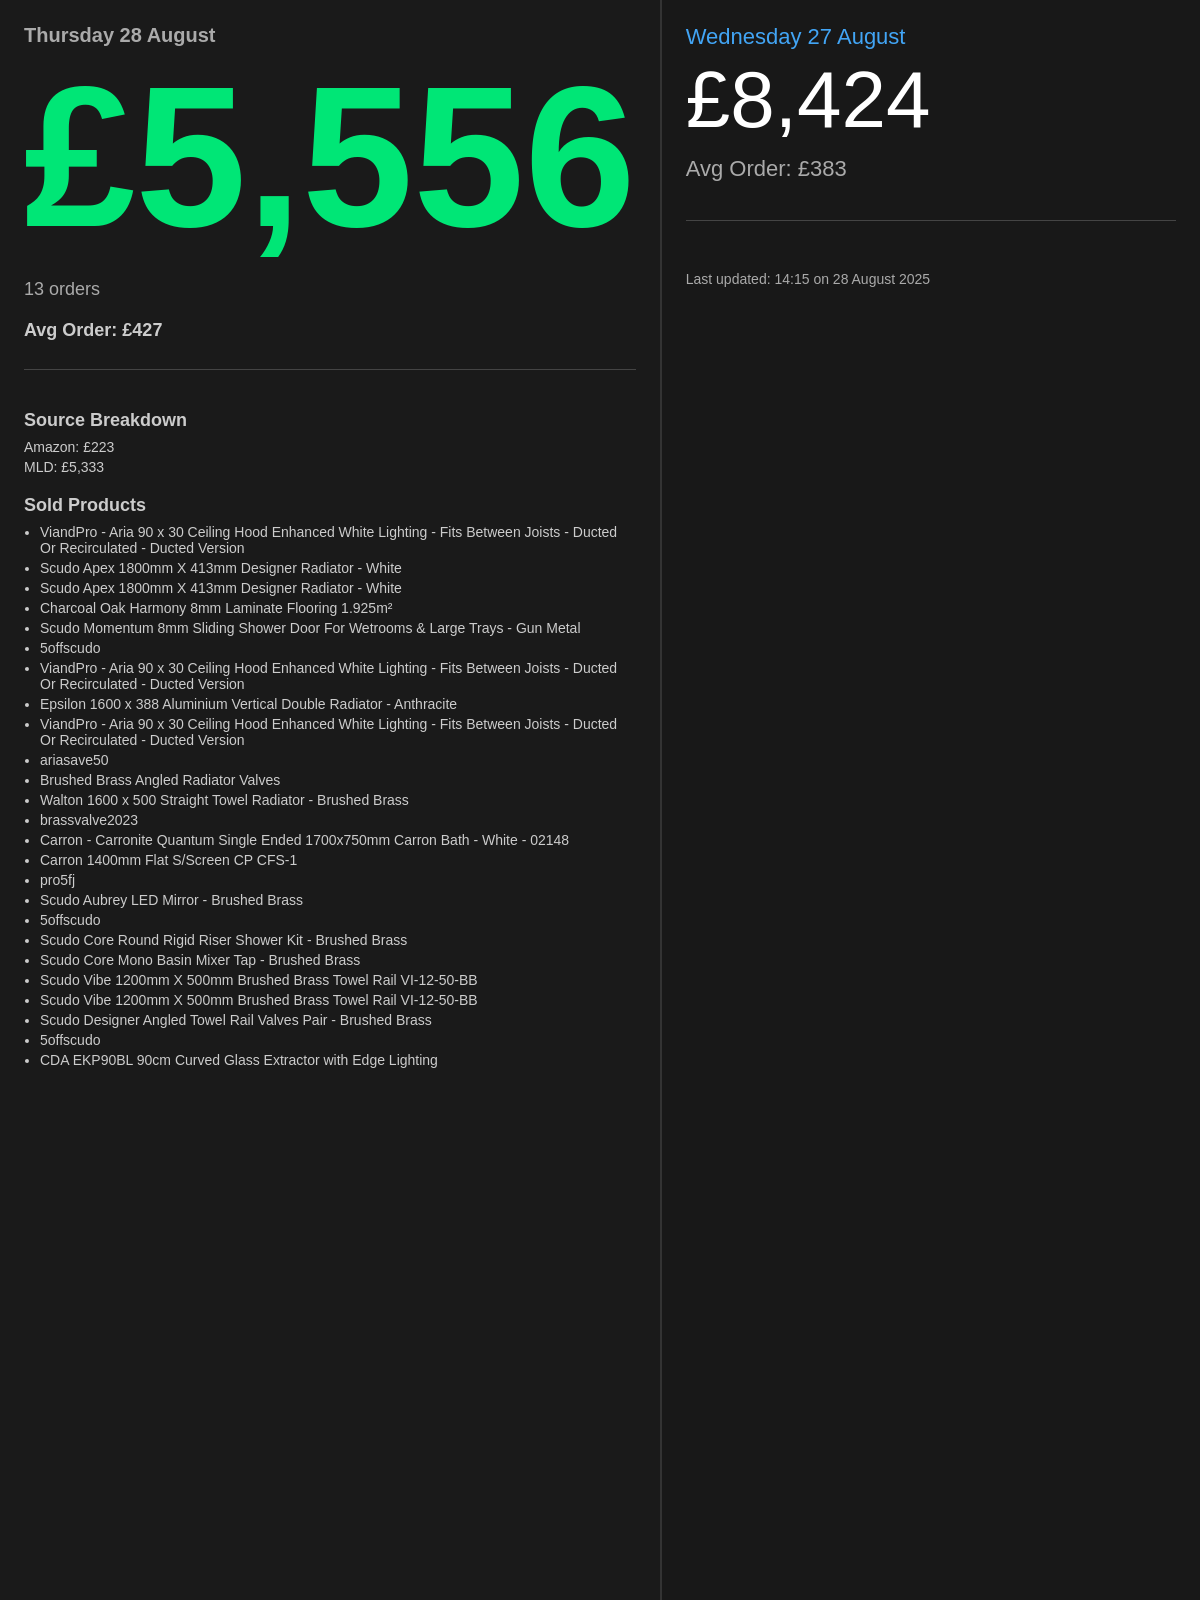 Thursday 28 August
£5,556
13 orders
Avg Order: £427
Source Breakdown
Amazon: £223
MLD: £5,333
Sold Products
• ViandPro - Aria 90 x 30 Ceiling Hood Enhanced White Lighting - Fits Between Joists - Ducted
Or Recirculated - Ducted Version
• Scudo Apex 1800mm X 413mm Designer Radiator - White
• Scudo Apex 1800mm X 413mm Designer Radiator - White
• Charcoal Oak Harmony 8mm Laminate Flooring 1.925m²
• Scudo Momentum 8mm Sliding Shower Door For Wetrooms & Large Trays - Gun Metal
• 5offscudo
• ViandPro - Aria 90 x 30 Ceiling Hood Enhanced White Lighting - Fits Between Joists - Ducted
Or Recirculated - Ducted Version
• Epsilon 1600 x 388 Aluminium Vertical Double Radiator - Anthracite
• ViandPro - Aria 90 x 30 Ceiling Hood Enhanced White Lighting - Fits Between Joists - Ducted
Or Recirculated - Ducted Version
• ariasave50
• Brushed Brass Angled Radiator Valves
• Walton 1600 x 500 Straight Towel Radiator - Brushed Brass
• brassvalve2023
• Carron - Carronite Quantum Single Ended 1700x750mm Carron Bath - White - 02148
• Carron 1400mm Flat S/Screen CP CFS-1
• pro5fj
• Scudo Aubrey LED Mirror - Brushed Brass
• 5offscudo
• Scudo Core Round Rigid Riser Shower Kit - Brushed Brass
• Scudo Core Mono Basin Mixer Tap - Brushed Brass
• Scudo Vibe 1200mm X 500mm Brushed Brass Towel Rail VI-12-50-BB
• Scudo Vibe 1200mm X 500mm Brushed Brass Towel Rail VI-12-50-BB
• Scudo Designer Angled Towel Rail Valves Pair - Brushed Brass
• 5offscudo
• CDA EKP90BL 90cm Curved Glass Extractor with Edge Lighting
Wednesday 27 August
£8,424
Avg Order: £383
Last updated: 14:15 on 28 August 2025